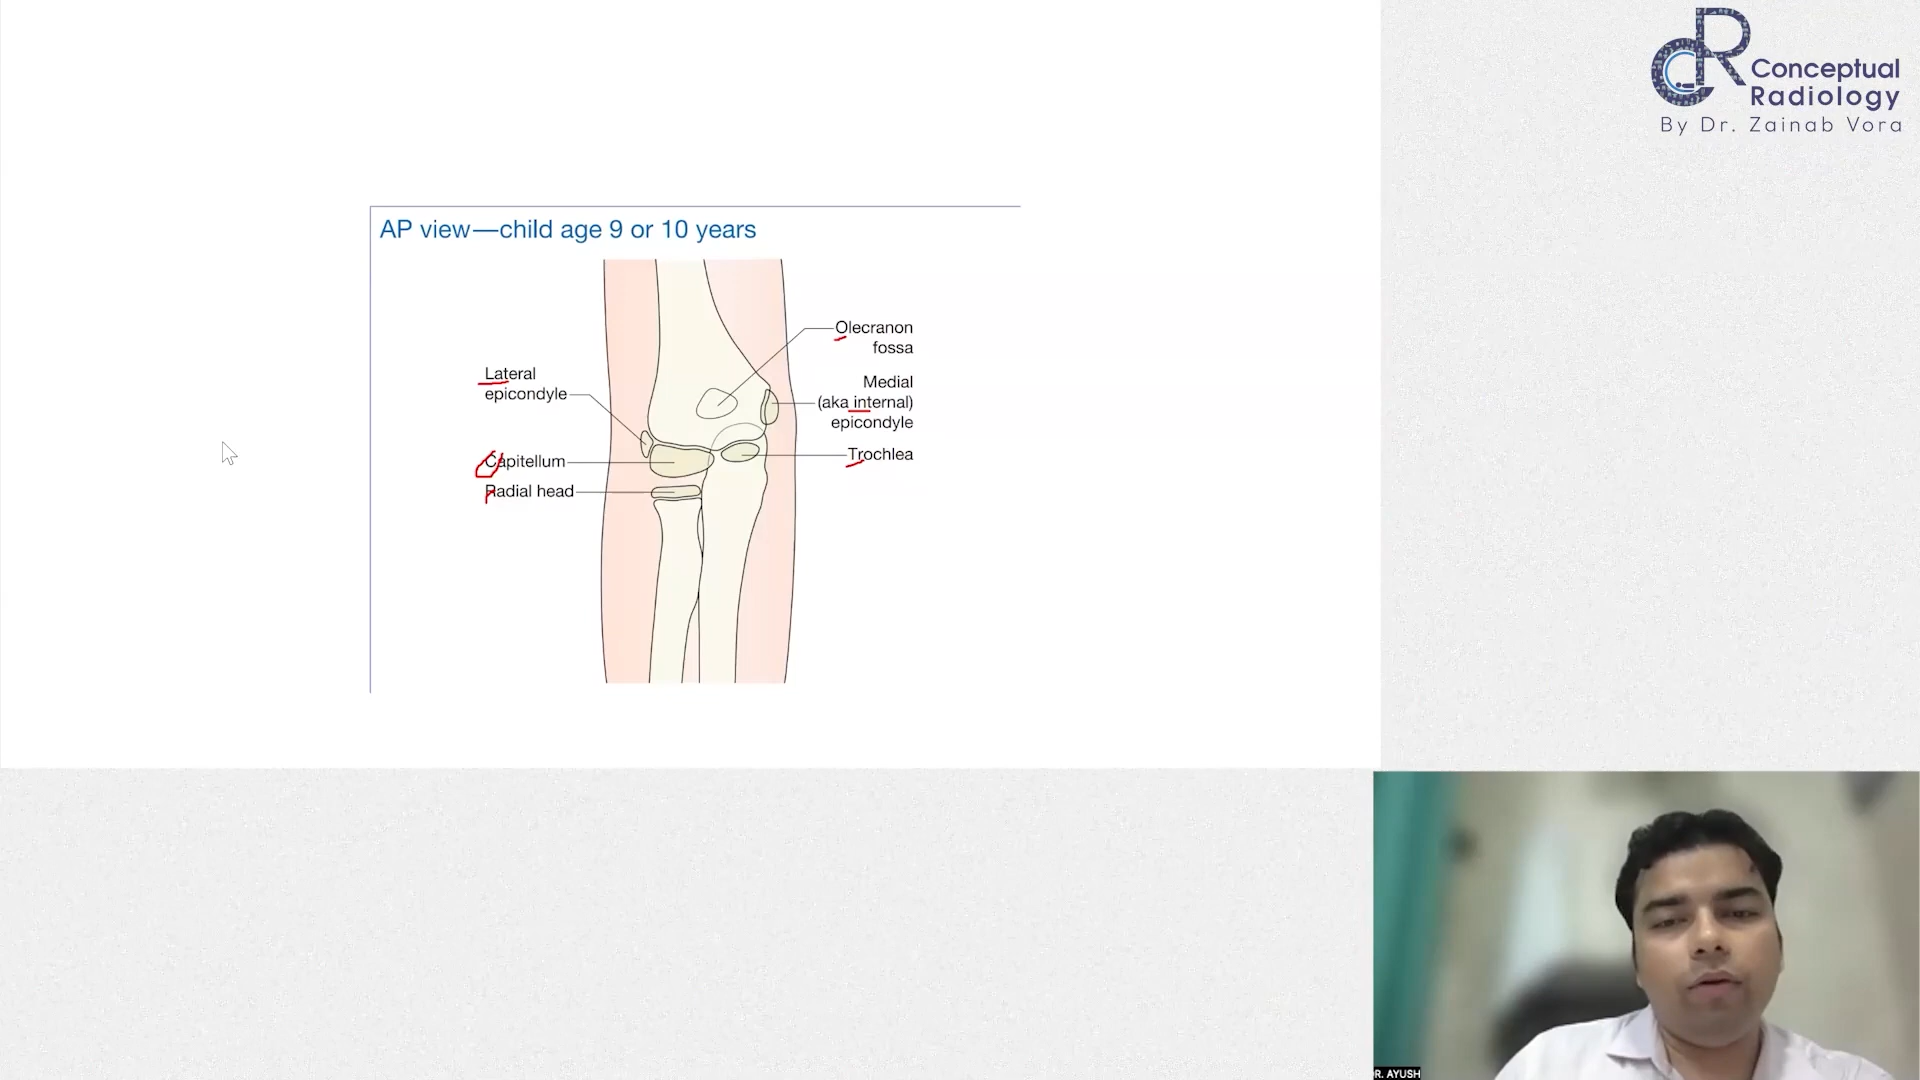 CR Conceptual
Radiology
By Dr. Zainab Vora
AP view—child age 9 or 10 years
Olecranon
fossa
Lateral
epicondyle
Medial
(aka internal)
epicondyle
Capitellum
Trochlea
Radial head
R. AYUSH